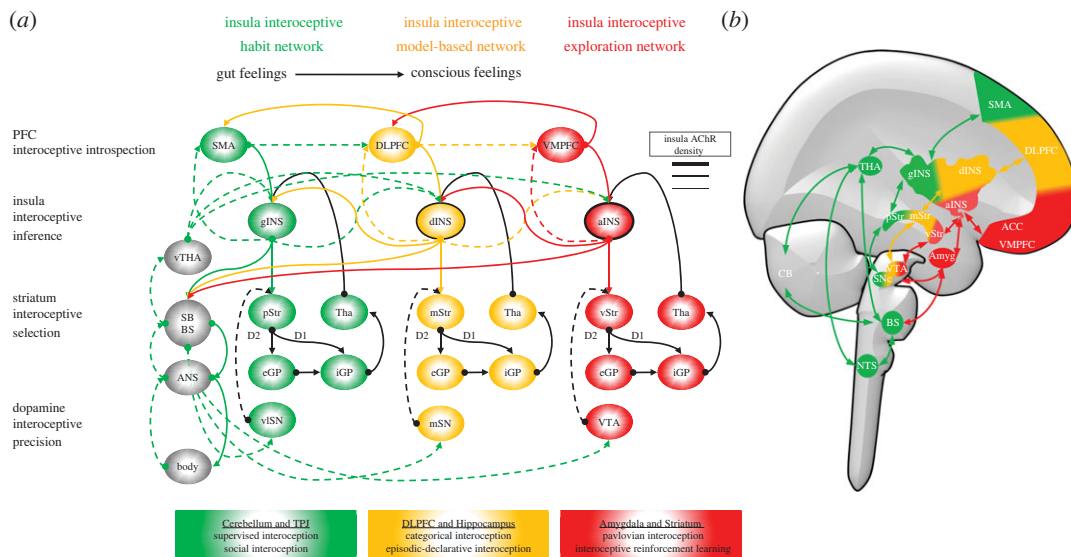 (a)
insula interoceptive
habit network
insula interoceptive
model-based network
insula interoceptive
exploration network
gut feelings
conscious feelings
PFC
interoceptive introspection
SMA
DLPFC
VMPFC
insula AChR
density
insula
interoceptive
inference
gINS
dINS
aINS
vTHA
striatum
interoceptive
selection
SB
BS
pStr
Tha
mStr
Tha
vStr
Tha
D2
D1
D2
D1
D2
D1
ANS
eGP
iGP
eGP
iGP
eGP
iGP
dopamine
interoceptive
precision
vlSN
mSN
VTA
body
Cerebellum and TPJ
supervised interoception
social interoception
DLPFC and Hippocampus
categorical interoception
episodic-declarative interoception
Amygdala and Striatum
pavlovian interoception
interoceptive reinforcement learning
(b)
SMA
DLPFC
THA
gINS
dINS
aINS
pStr
mStr
vStr
ACC
VMPFC
Amyg
CB
VTA
SNc
BS
NTS